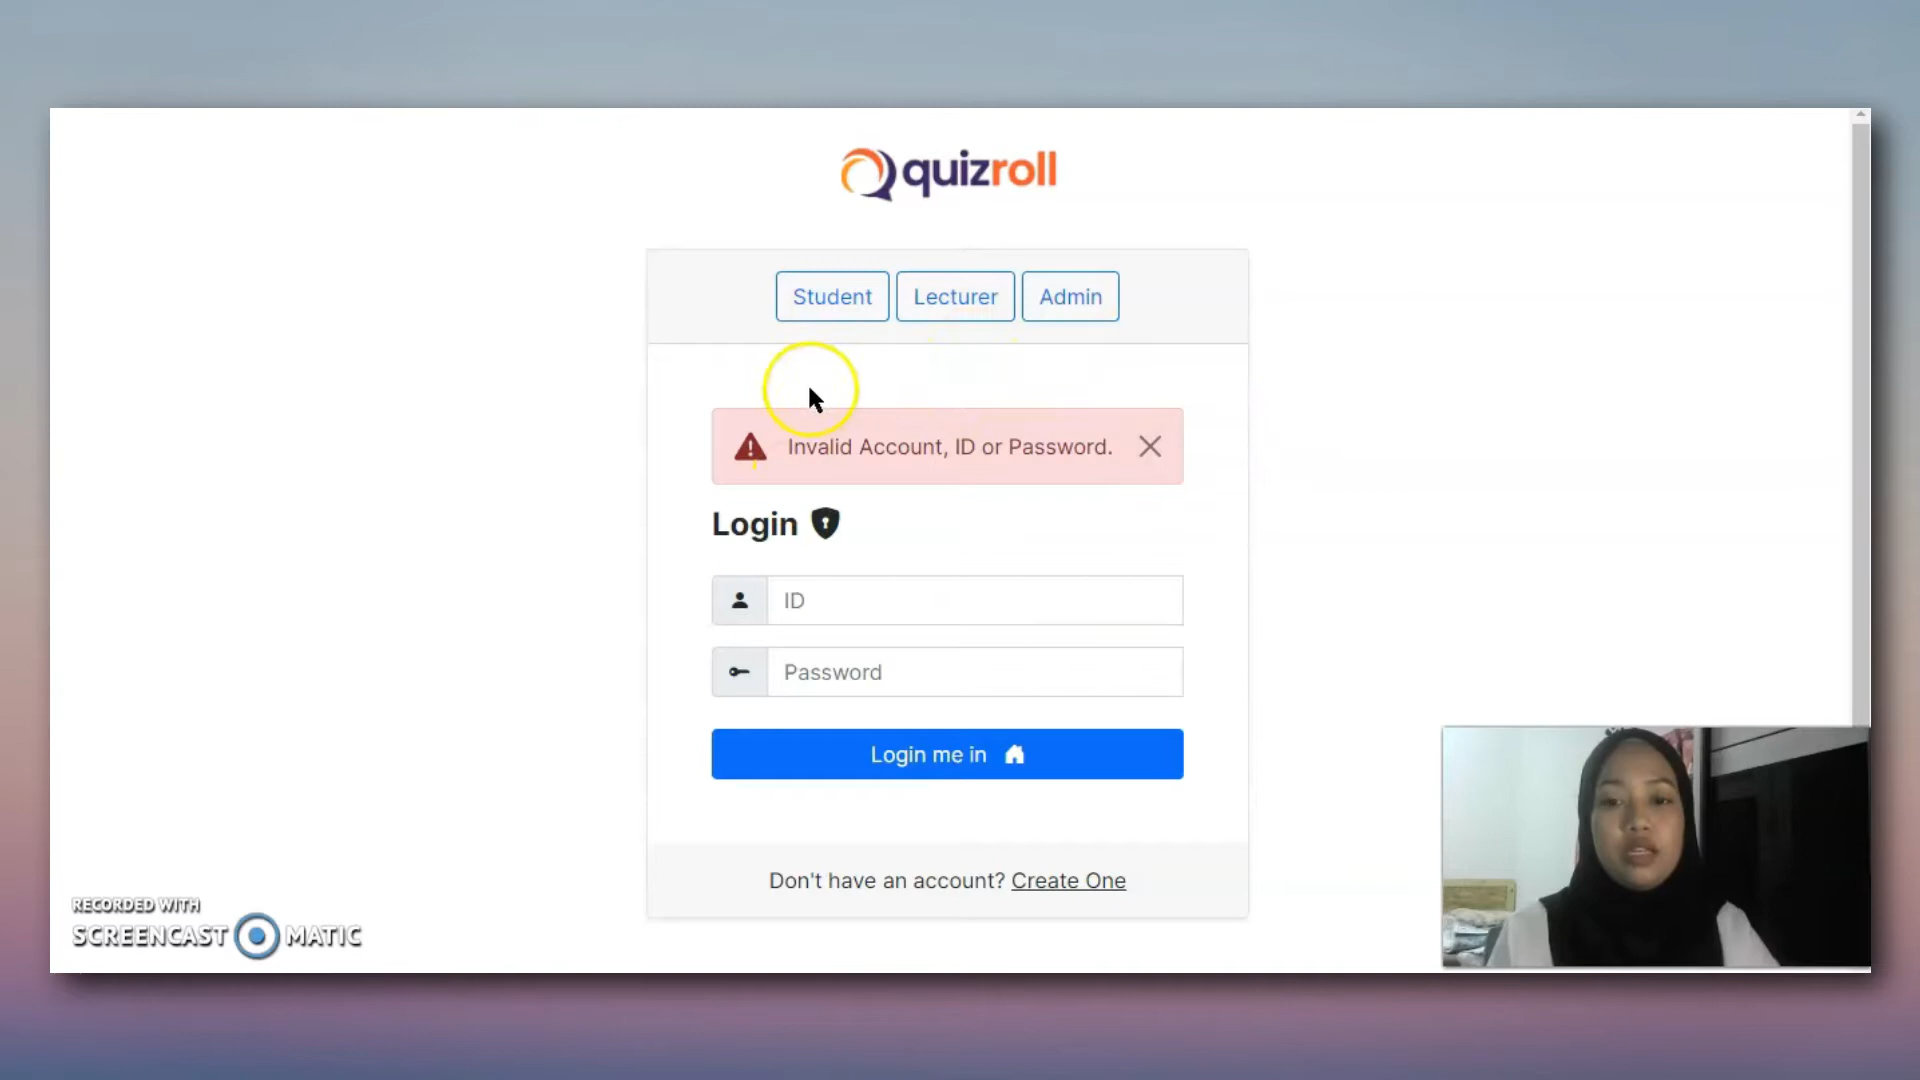 quizroll
Student Lecturer Admin
Invalid Account, ID or Password.
Login
ID
Password
Login me in
Don't have an account? Create One
RECORDED WITH
SCREENCAST MATIC